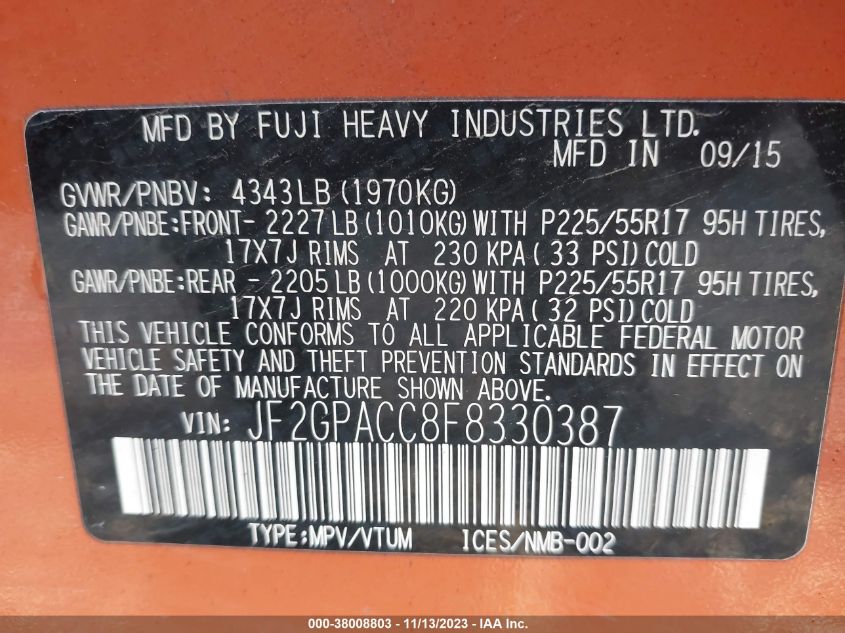 MFD BY FUJI HEAVY INDUSTRIES LTD.
MFD IN 09/15
GVWR/PNBV: 4343LB (1970KG)
GAWR/PNBE:FRONT- 2227 LB (1010KG) WITH P225/55R17 95H TIRES,
17X7J RIMS AT 230 KPA ( 33 PSI) COLD
GAWR/PNBE:REAR - 2205 LB (1000KG) WITH P225/55R17 95H TIRES,
17X7J RIMS AT 220 KPA ( 32 PSI) COLD
THIS VEHICLE CONFORMS TO ALL APPLICABLE FEDERAL MOTOR
VEHICLE SAFETY AND THEFT PREVENTION STANDARDS IN EFFECT ON
THE DATE OF MANUFACTURE SHOWN ABOVE.
VIN: JF2GPACC8F8330387
TYPE:MPV/VTUM ICES/NMB-002
000-38008803 - 11/13/2023 - IAA Inc.